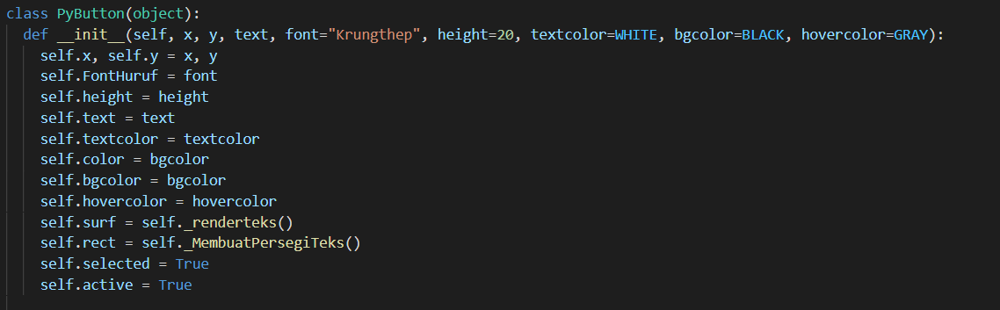 class PyButton(object):
def __init__(self, x, y, text, font="Krungthep", height=20, textcolor=WHITE, bgcolor=BLACK, hovercolor=GRAY):
self.x, self.y = x, y
self.FontHuruf = font
self.height = height
self.text = text
self.textcolor = textcolor
self.color = bgcolor
self.bgcolor = bgcolor
self.hovercolor = hovercolor
self.surf = self._renderteks()
self.rect = self._MembuatPersegiTeks()
self.selected = True
self.active = True